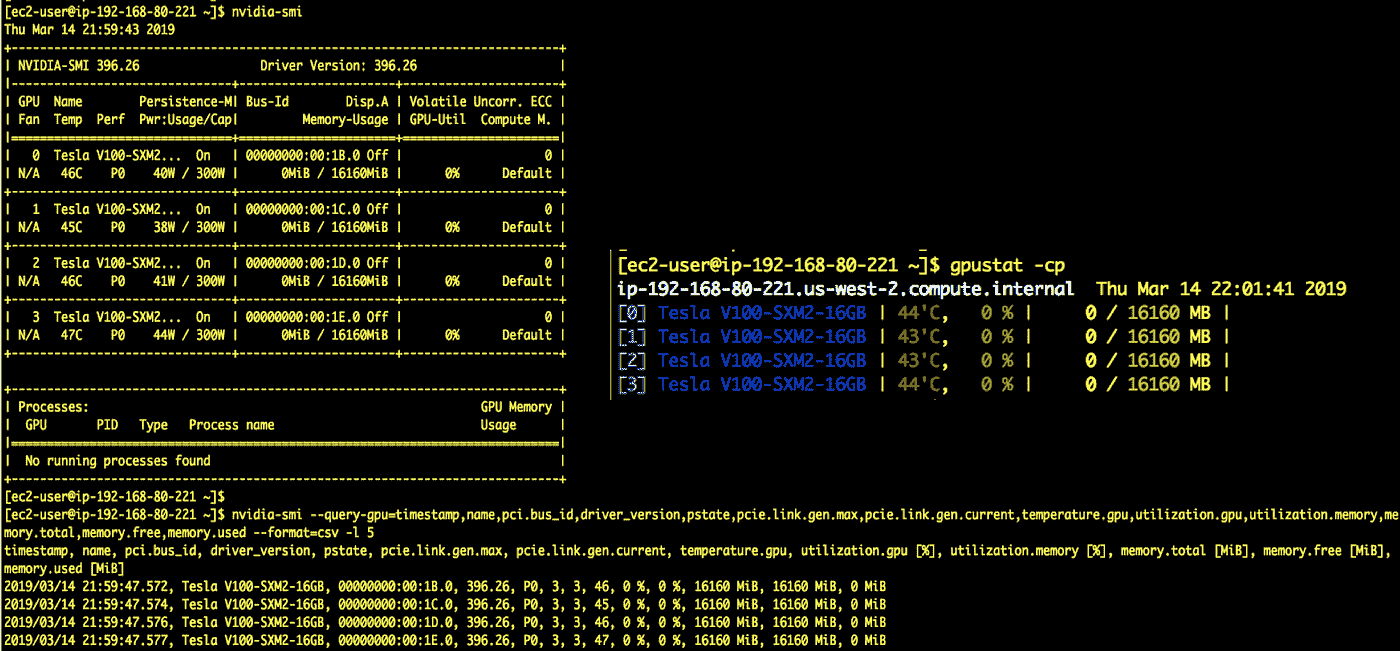 [ec2-user@ip-192-168-80-221 ~]$ nvidia-smi
Thu Mar 14 21:59:43 2019
+-----------------------------------------------------------------------------+
| NVIDIA-SMI 396.26                 Driver Version: 396.26                    |
|-------------------------------+----------------------+----------------------+
| GPU  Name        Persistence-M| Bus-Id        Disp.A | Volatile Uncorr. ECC |
| Fan  Temp  Perf  Pwr:Usage/Cap|         Memory-Usage | GPU-Util  Compute M. |
|===============================+======================+======================|
|   0  Tesla V100-SXM2...  On   | 00000000:00:1B.0 Off |                    0 |
| N/A   46C    P0    40W / 300W |      0MiB / 16160MiB |      0%      Default |
+-------------------------------+----------------------+----------------------+
|   1  Tesla V100-SXM2...  On   | 00000000:00:1C.0 Off |                    0 |
| N/A   45C    P0    38W / 300W |      0MiB / 16160MiB |      0%      Default |
+-------------------------------+----------------------+----------------------+
|   2  Tesla V100-SXM2...  On   | 00000000:00:1D.0 Off |                    0 |
| N/A   46C    P0    41W / 300W |      0MiB / 16160MiB |      0%      Default |
+-------------------------------+----------------------+----------------------+
|   3  Tesla V100-SXM2...  On   | 00000000:00:1E.0 Off |                    0 |
| N/A   47C    P0    44W / 300W |      0MiB / 16160MiB |      0%      Default |
+-------------------------------+----------------------+----------------------+
+-----------------------------------------------------------------------------+
| Processes:                                                       GPU Memory |
|  GPU       PID   Type   Process name                             Usage      |
|=============================================================================|
|  No running processes found                                                 |
+-----------------------------------------------------------------------------+
[ec2-user@ip-192-168-80-221 ~]$ gpustat -cp
ip-192-168-80-221.us-west-2.compute.internal  Thu Mar 14 22:01:41 2019
[0] Tesla V100-SXM2-16GB | 44'C,   0 % |     0 / 16160 MB |
[1] Tesla V100-SXM2-16GB | 43'C,   0 % |     0 / 16160 MB |
[2] Tesla V100-SXM2-16GB | 43'C,   0 % |     0 / 16160 MB |
[3] Tesla V100-SXM2-16GB | 44'C,   0 % |     0 / 16160 MB |
[ec2-user@ip-192-168-80-221 ~]$
[ec2-user@ip-192-168-80-221 ~]$ nvidia-smi --query-gpu=timestamp,name,pci.bus_id,driver_version,pstate,pcie.link.gen.max,pcie.link.gen.current,temperature.gpu,utilization.gpu,utilization.memory,me
mory.total,memory.free,memory.used --format=csv -l 5
timestamp, name, pci.bus_id, driver_version, pstate, pcie.link.gen.max, pcie.link.gen.current, temperature.gpu, utilization.gpu [%], utilization.memory [%], memory.total [MiB], memory.free [MiB],
memory.used [MiB]
2019/03/14 21:59:47.572, Tesla V100-SXM2-16GB, 00000000:00:1B.0, 396.26, P0, 3, 3, 46, 0 %, 0 %, 16160 MiB, 16160 MiB, 0 MiB
2019/03/14 21:59:47.574, Tesla V100-SXM2-16GB, 00000000:00:1C.0, 396.26, P0, 3, 3, 45, 0 %, 0 %, 16160 MiB, 16160 MiB, 0 MiB
2019/03/14 21:59:47.576, Tesla V100-SXM2-16GB, 00000000:00:1D.0, 396.26, P0, 3, 3, 46, 0 %, 0 %, 16160 MiB, 16160 MiB, 0 MiB
2019/03/14 21:59:47.577, Tesla V100-SXM2-16GB, 00000000:00:1E.0, 396.26, P0, 3, 3, 47, 0 %, 0 %, 16160 MiB, 16160 MiB, 0 MiB